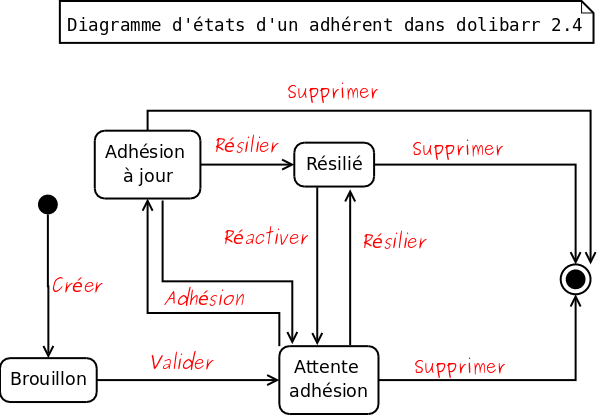 Diagramme d'états d'un adhérent dans dolibarr 2.4
Supprimer
Adhésion
à jour
Résilier
Résilié
Supprimer
Réactiver
Résilier
Créer
Adhésion
Brouillon
Valider
Attente
adhésion
Supprimer